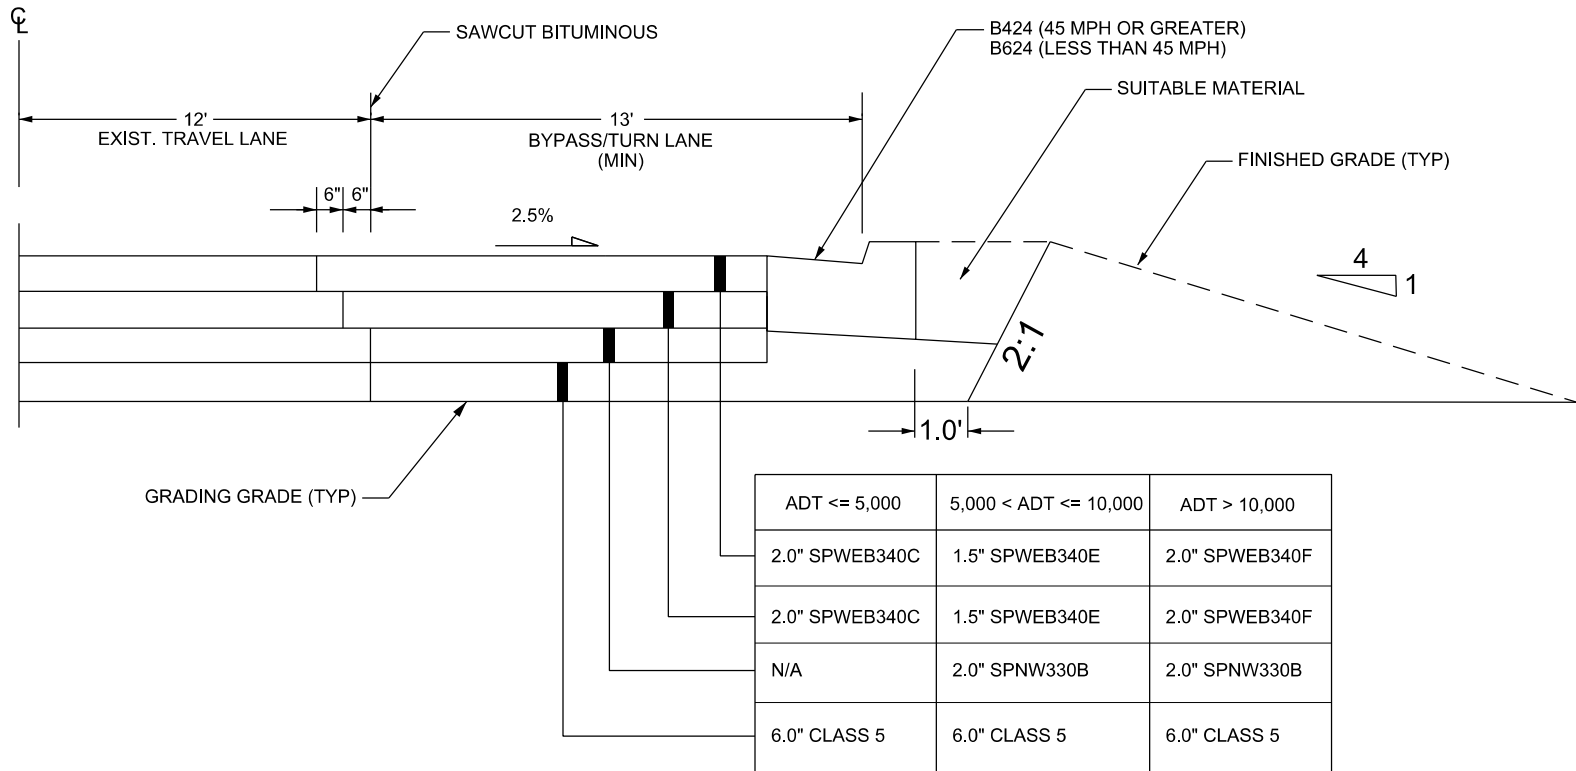 ℄
SAWCUT BITUMINOUS
B424 (45 MPH OR GREATER)
B624 (LESS THAN 45 MPH)
SUITABLE MATERIAL
12'
EXIST. TRAVEL LANE
13'
BYPASS/TURN LANE
(MIN)
FINISHED GRADE (TYP)
6" 6"
2.5%
4
1
2:1
1.0'
GRADING GRADE (TYP)
ADT <= 5,000 5,000 < ADT <= 10,000 ADT > 10,000
2.0" SPWEB340C 1.5" SPWEB340E 2.0" SPWEB340F
2.0" SPWEB340C 1.5" SPWEB340E 2.0" SPWEB340F
N/A 2.0" SPNW330B 2.0" SPNW330B
6.0" CLASS 5 6.0" CLASS 5 6.0" CLASS 5